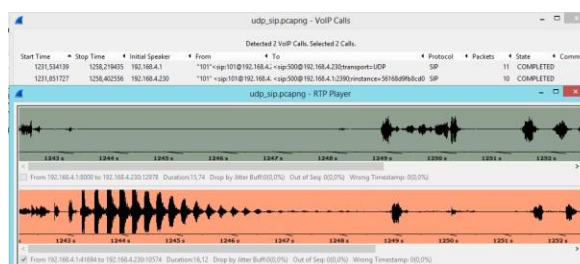 udp_sip.pcapng - VoIP Calls
Detected 2 VoIP Calls. Selected 2 Calls.
Start Time Stop Time Initial Speaker From To Protocol Packets State Comm
1231,534139 1258,219435 192.168.4.1 "101"<sip:101@192.168.4. <sip:500@192.168.4.230;transport=UDP SIP 11 COMPLETED
1231,851727 1258,402556 192.168.4.230 "101" <sip:101@192.168.4. <sip:500@192.168.4.1:2390;rinstance=56168d9fb0cd0 SIP 10 COMPLETED
udp_sip.pcapng - RTP Player
1243 s 1244 s 1245 s 1246 s 1247 s 1248 s 1249 s 1250 s 1251 s 1252 s
From 192.168.4.1:8000 to 192.168.4.230:12978 Duration:15,74 Drop by Jitter Buff:0(0,0%) Out of Seq: 0(0,0%) Wrong Timestamp: 0(0,0%)
1243 s 1244 s 1245 s 1246 s 1247 s 1248 s 1249 s 1250 s 1251 s 1252 s
From 192.168.4.1:41694 to 192.168.4.230:10574 Duration:16,12 Drop by Jitter Buff:0(0,0%) Out of Seq: 0(0,0%) Wrong Timestamp: 0(0,0%)